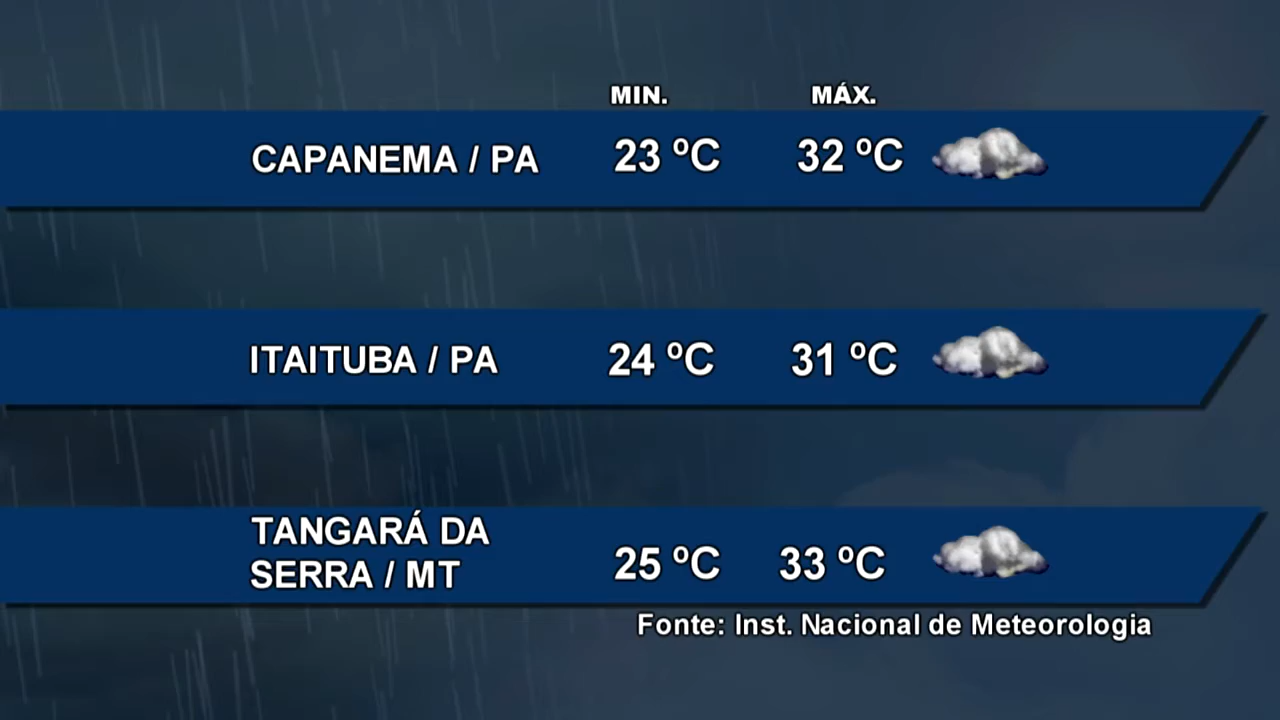 MIN. MÁX.
CAPANEMA / PA 23 ºC 32 ºC
ITAITUBA / PA 24 ºC 31 ºC
TANGARÁ DA
SERRA / MT 25 ºC 33 ºC
Fonte: Inst. Nacional de Meteorologia